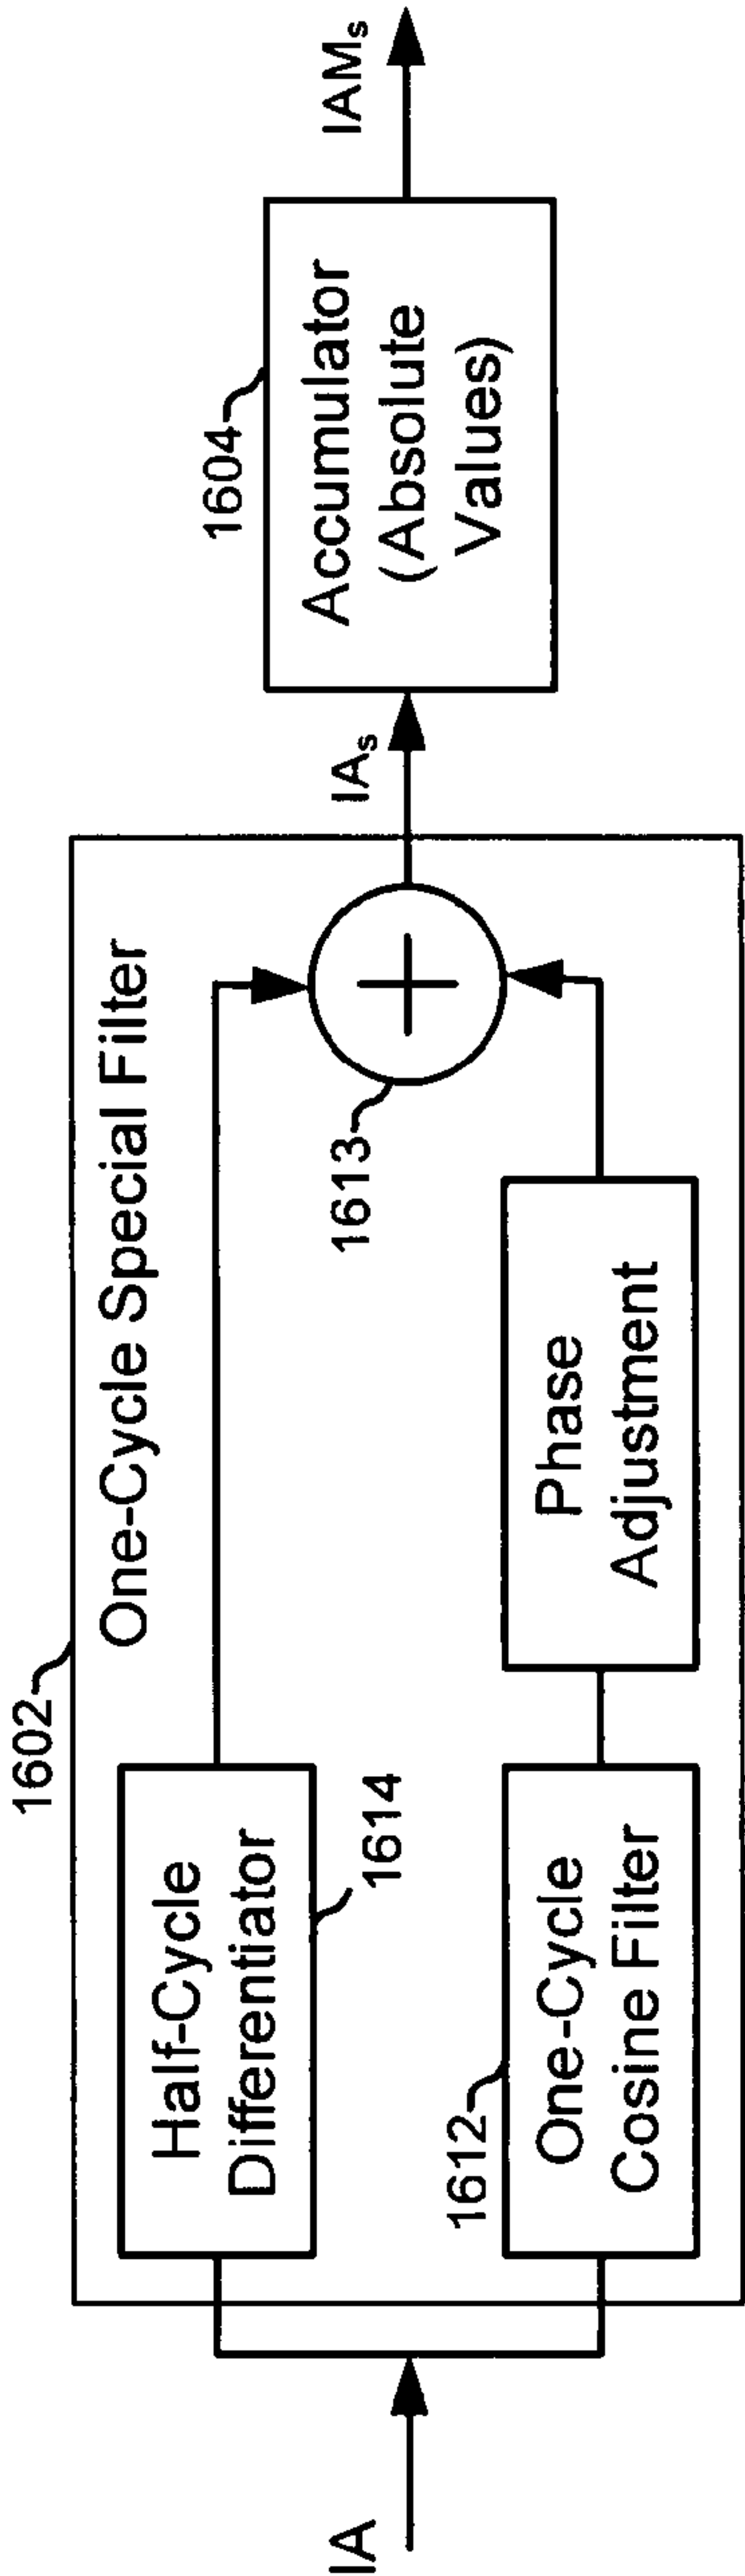 1602
One-Cycle Special Filter
IA
Half-Cycle
Differentiator
1614
1612
One-Cycle
Cosine Filter
Phase
Adjustment
1613
IAₛ
1604
Accumulator
(Absolute
Values)
IAMₛ